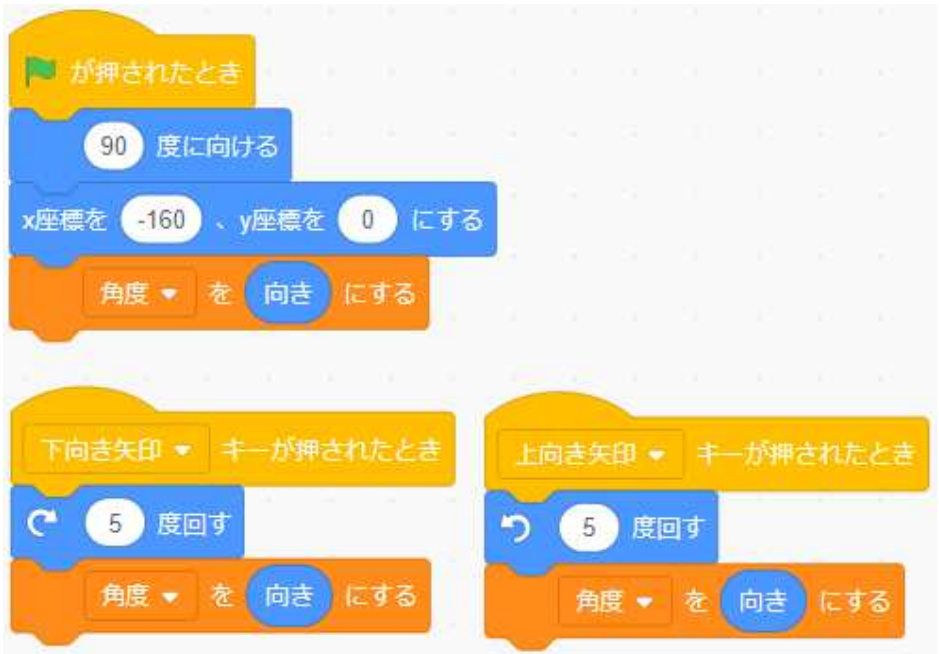 が押されたとき
90 度に向ける
x座標を -160 、y座標を 0 にする
角度 を 向き にする
下向き矢印 キーが押されたとき
5 度回す
角度 を 向き にする
上向き矢印 キーが押されたとき
5 度回す
角度 を 向き にする